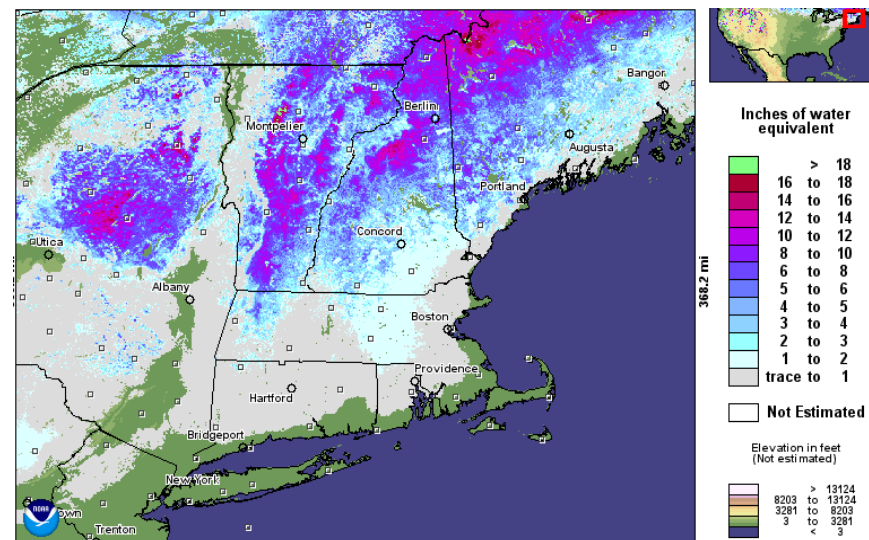 Bangor
Berlin
Montpelier
Augusta
Portland
Concord
Utica
Albany
Boston
Providence
Hartford
Bridgeport
New York
own
Trenton
NOAA
368.2 mi
Inches of water
equivalent
> 18
16 to 18
14 to 16
12 to 14
10 to 12
8 to 10
6 to 8
5 to 6
4 to 5
3 to 4
2 to 3
1 to 2
trace to 1
Not Estimated
Elevation in feet
(Not estimated)
> 13124
8203 to 13124
3281 to 8203
3 to 3281
< 3